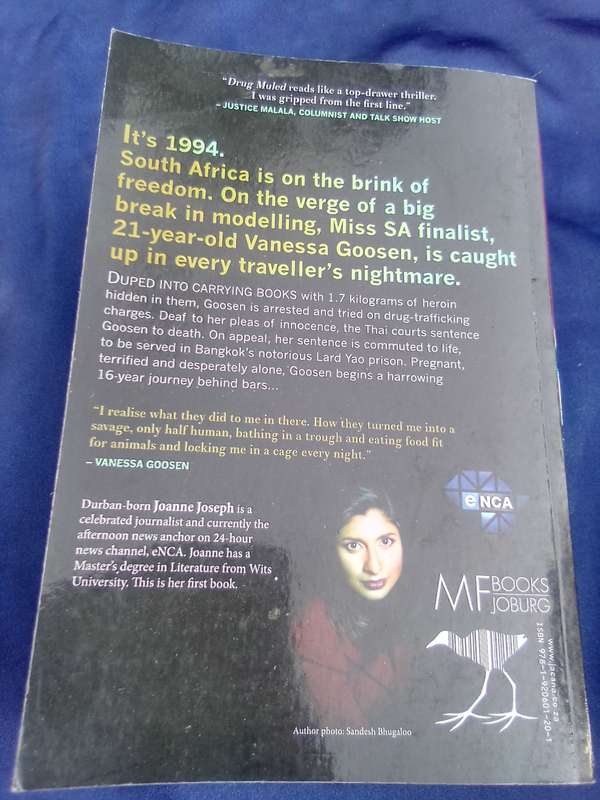 “Drug Muled reads like a top-drawer thriller.
I was gripped from the first line.”
– JUSTICE MALALA, COLUMNIST AND TALK SHOW HOST
It’s 1994.
South Africa is on the brink of
freedom. On the verge of a big
break in modelling, Miss SA finalist,
21-year-old Vanessa Goosen, is caught
up in every traveller’s nightmare.
DUPED INTO CARRYING BOOKS with 1.7 kilograms of heroin
hidden in them, Goosen is arrested and tried on drug-trafficking
charges. Deaf to her pleas of innocence, the Thai courts sentence
Goosen to death. On appeal, her sentence is commuted to life,
to be served in Bangkok’s notorious Lard Yao prison. Pregnant,
terrified and desperately alone, Goosen begins a harrowing
16-year journey behind bars...
“I realise what they did to me in there. How they turned me into a
savage, only half human, bathing in a trough and eating food fit
for animals and locking me in a cage every night.”
– VANESSA GOOSEN
eNCA
Durban-born Joanne Joseph is a
celebrated journalist and currently the
afternoon news anchor on 24-hour
news channel, eNCA. Joanne has a
Master’s degree in Literature from Wits
University. This is her first book.
MF BOOKS
JOBURG
www.jacana.co.za
ISBN 978-1-920601-20-1
Author photo: Sandesh Bhugaloo